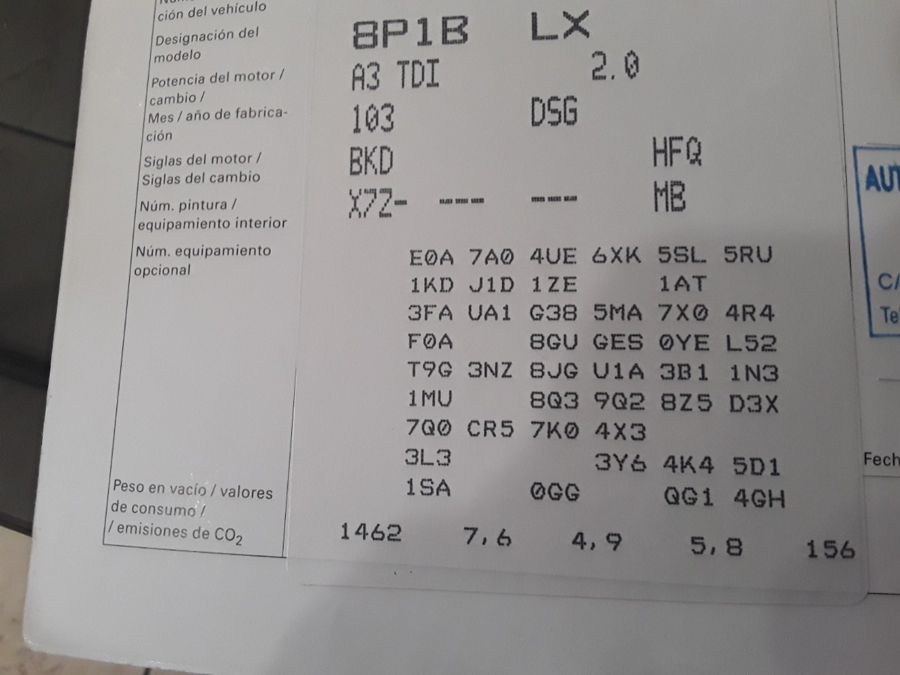 ción del vehículo
Designación del
modelo
Potencia del motor /
cambio /
Mes / año de fabrica-
ción
Siglas del motor /
Siglas del cambio
Núm. pintura /
equipamiento interior
Núm. equipamiento
opcional
Peso en vacío / valores
de consumo /
/ emisiones de CO2
8P1B LX
A3 TDI 2.0
103 DSG
BKD HFQ
X7Z- ---- --- MB
E0A 7A0 4UE 6XK 5SL 5RU
1KD J1D 1ZE 1AT
3FA UA1 G38 5MA 7X0 4R4
F0A 8GU GES 0YE L52
T9G 3NZ 8JG U1A 3B1 1N3
1MU 8Q3 9Q2 8Z5 D3X
7Q0 CR5 7K0 4X3
3L3 3Y6 4K4 5D1
1SA 0GG QG1 4GH
1462 7,6 4,9 5,8 156
AUT
C/
Te
Fech